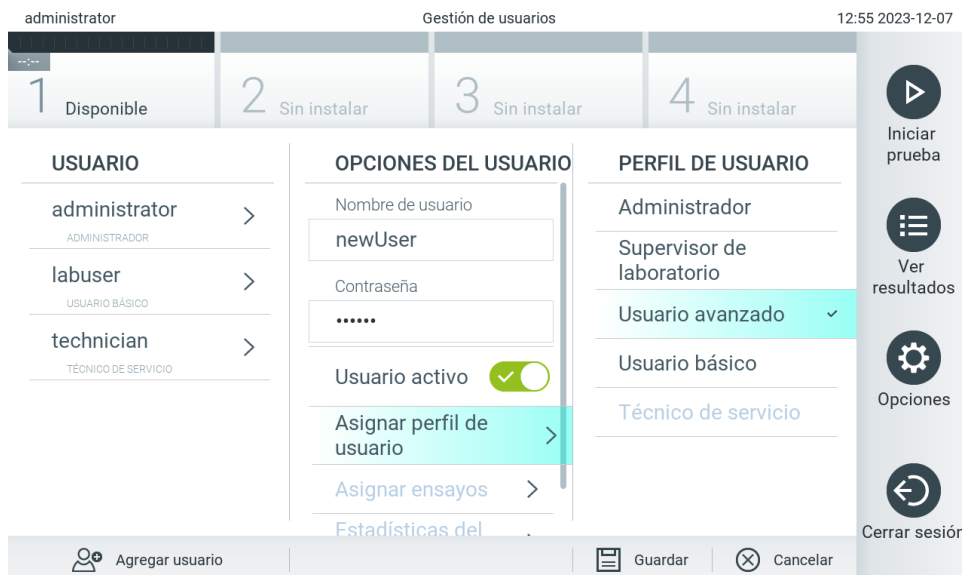 administrator
Gestión de usuarios
12:55 2023-12-07
--:--
1 Disponible
2 Sin instalar
3 Sin instalar
4 Sin instalar
USUARIO
administrator
ADMINISTRADOR
labuser
USUARIO BÁSICO
technician
TÉCNICO DE SERVICIO
OPCIONES DEL USUARIO
Nombre de usuario
newUser
Contraseña
••••••
Usuario activo
Asignar perfil de
usuario
Asignar ensayos
Estadísticas del
PERFIL DE USUARIO
Administrador
Supervisor de
laboratorio
Usuario avanzado
Usuario básico
Técnico de servicio
Iniciar
prueba
Ver
resultados
Opciones
Cerrar sesión
Agregar usuario
Guardar
Cancelar